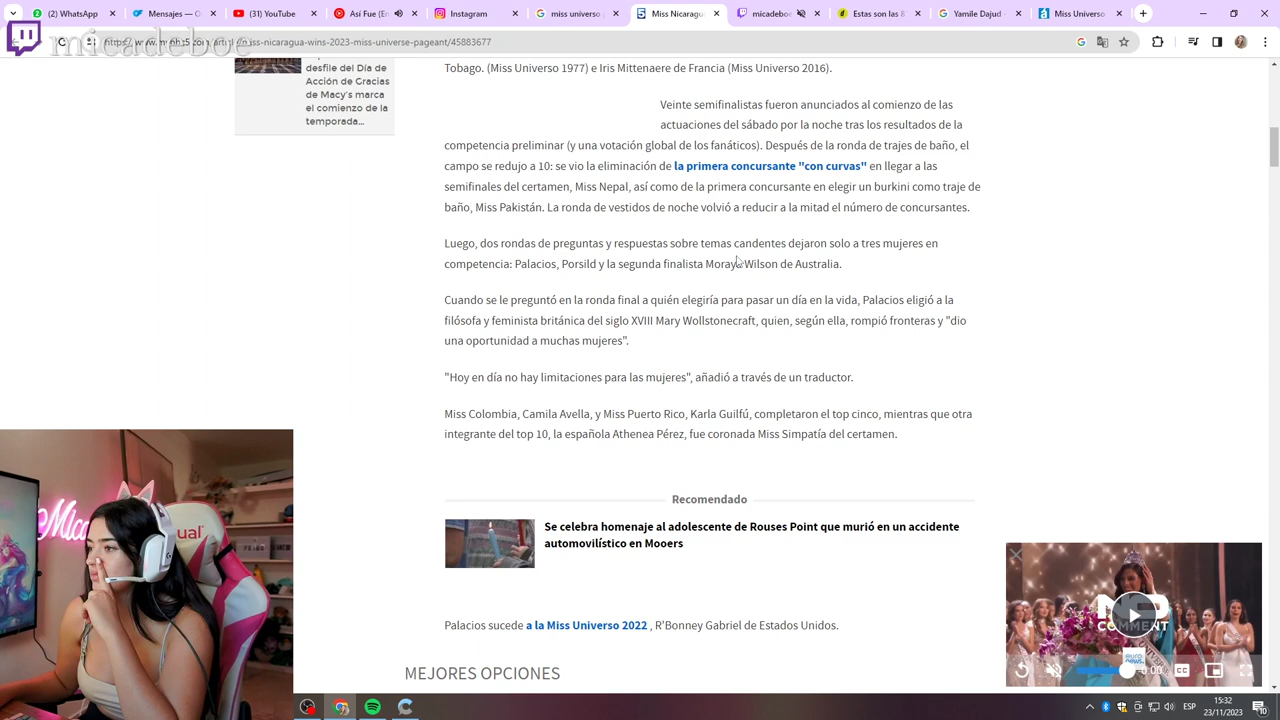 (2) WhatsApp
Mensajes — G
(31) YouTube
Así Fue (En
Instagram
miss universo
Miss Nicarag
micadeboc
Estafaron las
Yamile Dajud
Miss Universo
micadeboc
/miss-nicaragua-wins-2023-miss-universe-pageant/45883677
desfile del Día de
Acción de Gracias
de Macy's marca
el comienzo de la
temporada...
Tobago. (Miss Universo 1977) e Iris Mittenaere de Francia (Miss Universo 2016).
Veinte semifinalistas fueron anunciados al comienzo de las
actuaciones del sábado por la noche tras los resultados de la
competencia preliminar (y una votación global de los fanáticos). Después de la ronda de trajes de baño, el
campo se redujo a 10: se vio la eliminación de la primera concursante "con curvas" en llegar a las
semifinales del certamen, Miss Nepal, así como de la primera concursante en elegir un burkini como traje de
baño, Miss Pakistán. La ronda de vestidos de noche volvió a reducir a la mitad el número de concursantes.
Luego, dos rondas de preguntas y respuestas sobre temas candentes dejaron solo a tres mujeres en
competencia: Palacios, Porsild y la segunda finalista Moraya Wilson de Australia.
Cuando se le preguntó en la ronda final a quién elegiría para pasar un día en la vida, Palacios eligió a la
filósofa y feminista británica del siglo XVIII Mary Wollstonecraft, quien, según ella, rompió fronteras y "dio
una oportunidad a muchas mujeres".
"Hoy en día no hay limitaciones para las mujeres", añadió a través de un traductor.
Miss Colombia, Camila Avella, y Miss Puerto Rico, Karla Guilfú, completaron el top cinco, mientras que otra
integrante del top 10, la española Athenea Pérez, fue coronada Miss Simpatía del certamen.
Recomendado
Se celebra homenaje al adolescente de Rouses Point que murió en un accidente
automovilístico en Mooers
Palacios sucede a la Miss Universo 2022 , R'Bonney Gabriel de Estados Unidos.
MEJORES OPCIONES
COMMENT
euro
news.
0:00
CC
ual
ESP
15:32
23/11/2023
10